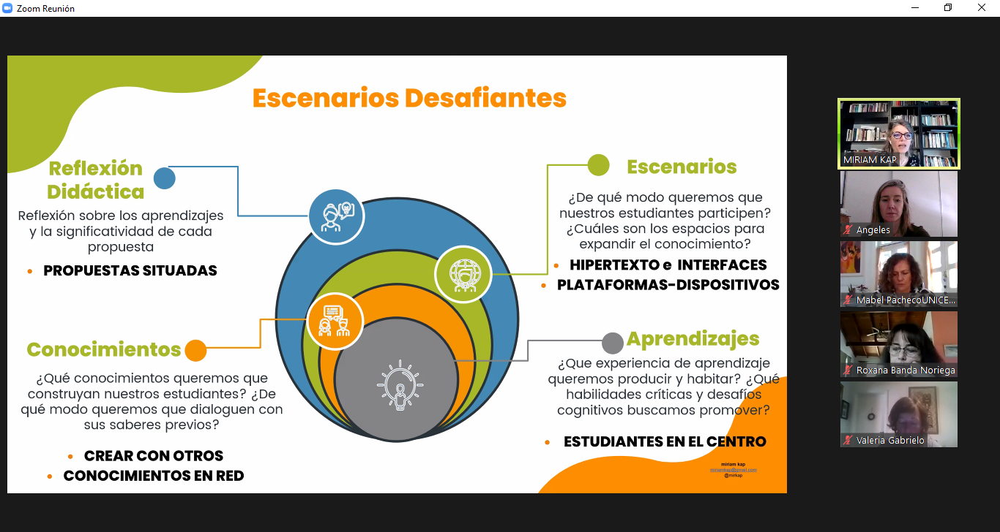 Zoom Reunión
Escenarios Desafiantes
Reflexión
Didáctica
Reflexión sobre los aprendizajes
y la significatividad de cada
propuesta
• PROPUESTAS SITUADAS
Conocimientos
¿Qué conocimientos queremos que
construyan nuestros estudiantes? ¿De
qué modo queremos que dialoguen con
sus saberes previos?
• CREAR CON OTROS
• CONOCIMIENTOS EN RED
Escenarios
¿De qué modo queremos que
nuestros estudiantes participen?
¿Cuáles son los espacios para
expandir el conocimiento?
• HIPERTEXTO e INTERFACES
• PLATAFORMAS-DISPOSITIVOS
Aprendizajes
¿Que experiencia de aprendizaje
queremos producir y habitar? ¿Qué
habilidades críticas y desafíos
cognitivos buscamos promover?
• ESTUDIANTES EN EL CENTRO
miriam kap
miriamkap@gmail.com
@mirkap
MIRIAM KAP
Angeles
Mabel PachecoUNICE...
Roxana Banda Noriega
Valeria Gabrielo